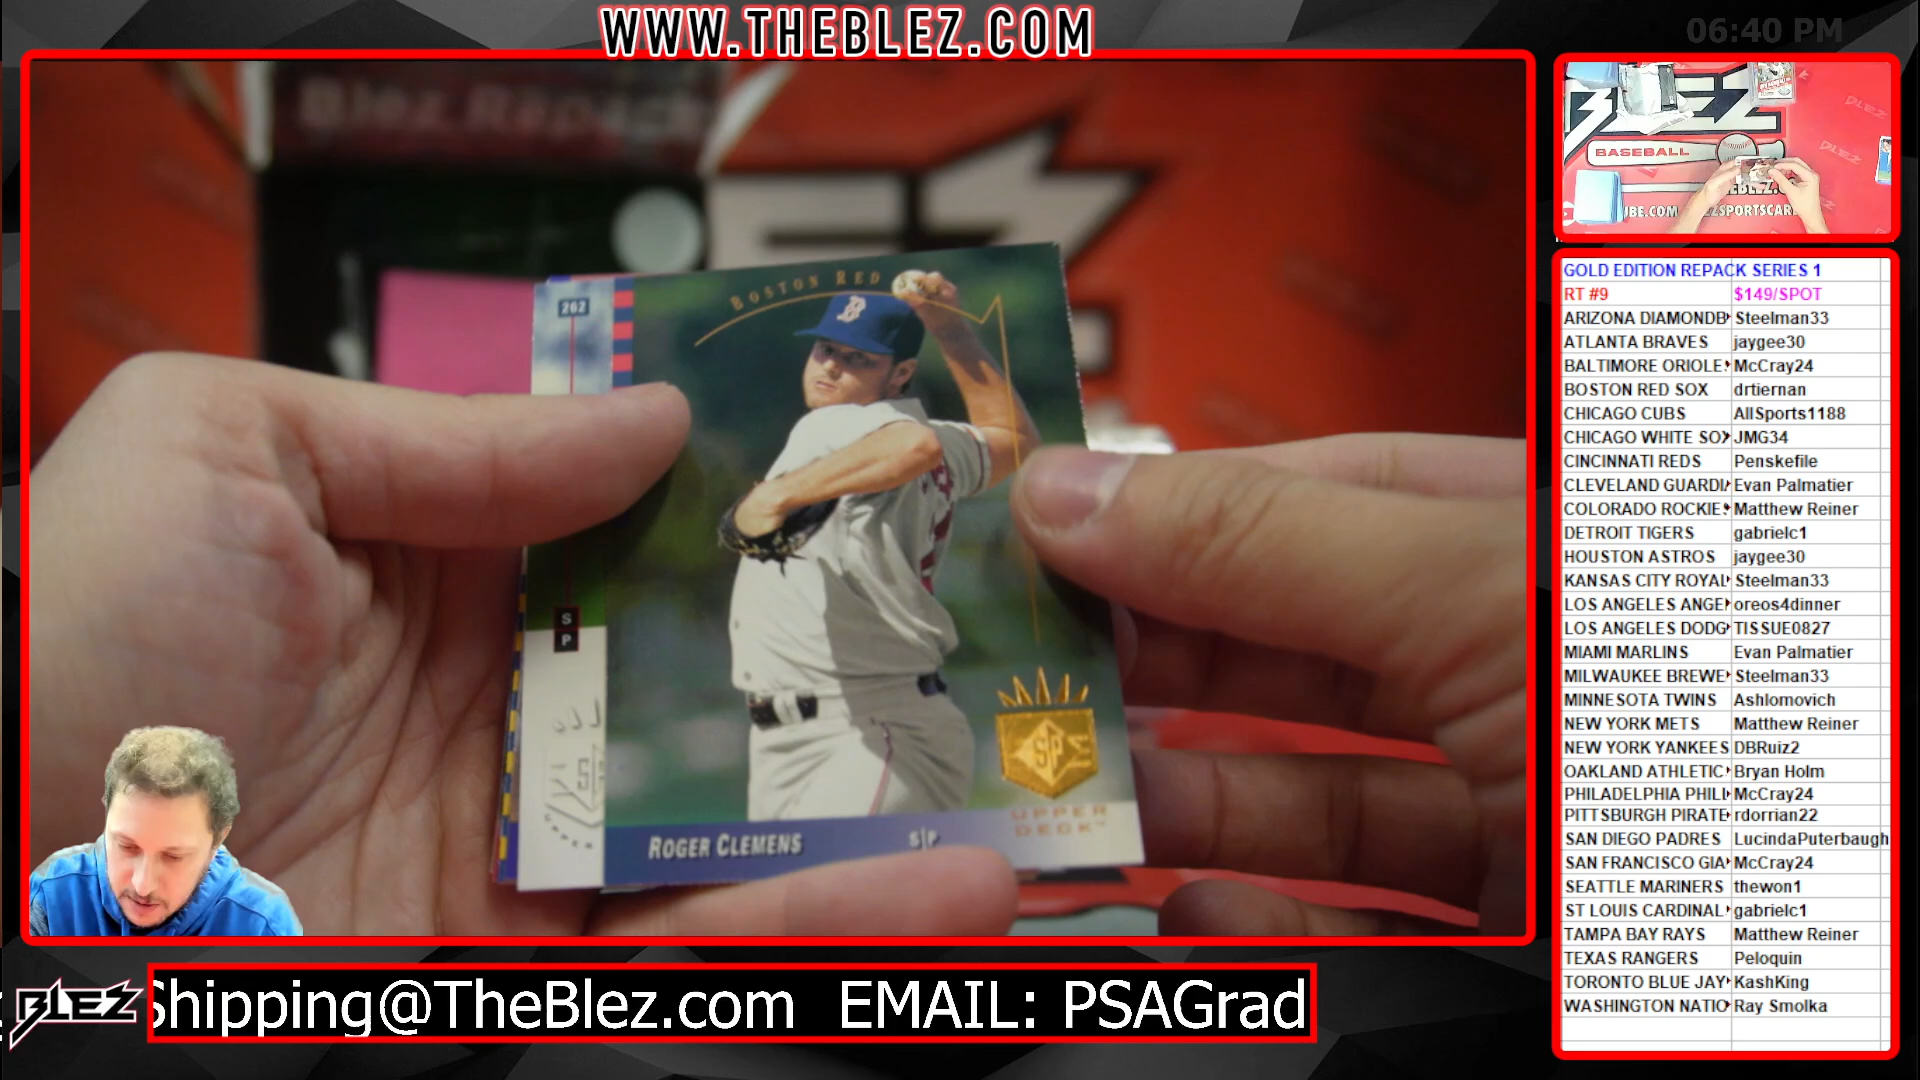 WWW.THEBLEZ.COM
06:40 PM
Blez Repack
BOSTON RED
262
S
P
SP
UPPER
DECK
ROGER CLEMENS S|P
BLEZ
BASEBALL
GOLD EDITION REPACK SERIES 1
RT #9 $149/SPOT
ARIZONA DIAMONDB Steelman33
ATLANTA BRAVES jaygee30
BALTIMORE ORIOLE McCray24
BOSTON RED SOX drtiernan
CHICAGO CUBS AllSports1188
CHICAGO WHITE SOX JMG34
CINCINNATI REDS Penskefile
CLEVELAND GUARDI Evan Palmatier
COLORADO ROCKIE Matthew Reiner
DETROIT TIGERS gabrielc1
HOUSTON ASTROS jaygee30
KANSAS CITY ROYAL Steelman33
LOS ANGELES ANGE oreos4dinner
LOS ANGELES DODG TISSUE0827
MIAMI MARLINS Evan Palmatier
MILWAUKEE BREWE Steelman33
MINNESOTA TWINS Ashlomovich
NEW YORK METS Matthew Reiner
NEW YORK YANKEES DBRuiz2
OAKLAND ATHLETIC Bryan Holm
PHILADELPHIA PHILL McCray24
PITTSBURGH PIRATE rdorrian22
SAN DIEGO PADRES LucindaPuterbaugh
SAN FRANCISCO GIA McCray24
SEATTLE MARINERS thewon1
ST LOUIS CARDINAL gabrielc1
TAMPA BAY RAYS Matthew Reiner
TEXAS RANGERS Peloquin
TORONTO BLUE JAY KashKing
WASHINGTON NATIO Ray Smolka
BLEZ
Shipping@TheBlez.com EMAIL: PSAGrad